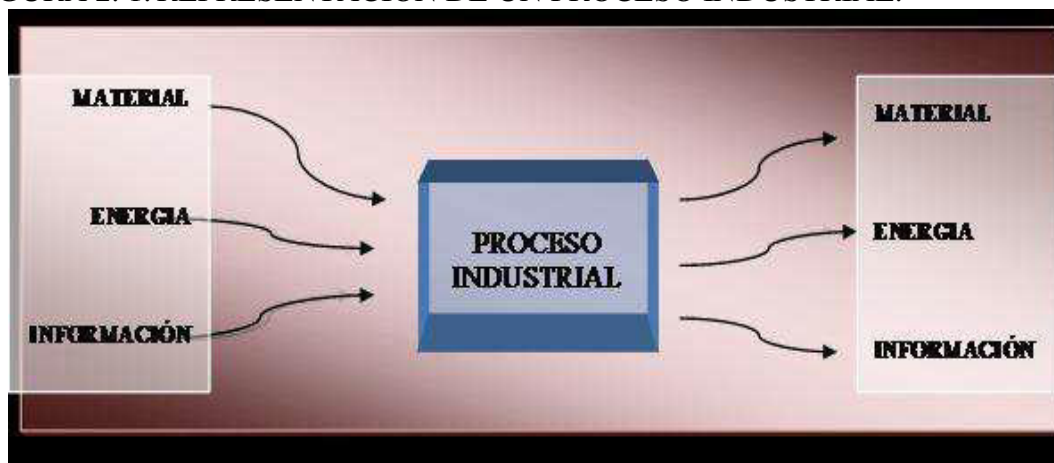 MATERIAL
ENERGIA
INFORMACIÓN
PROCESO
INDUSTRIAL
MATERIAL
ENERGIA
INFORMACIÓN